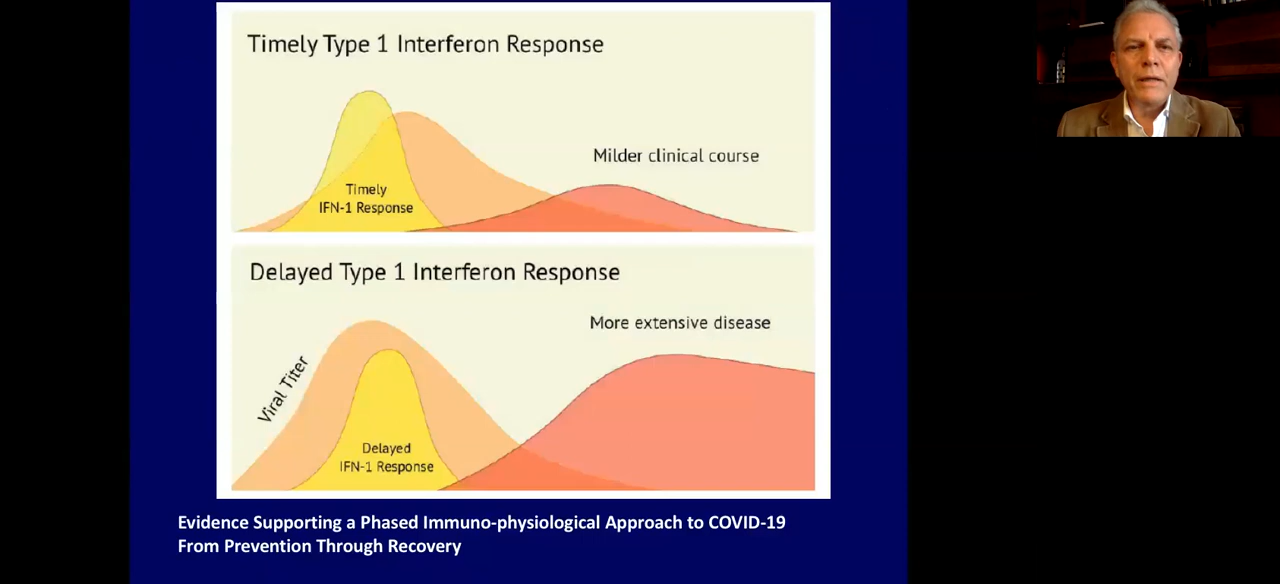 Timely Type 1 Interferon Response
Milder clinical course
Timely
IFN-1 Response
Delayed Type 1 Interferon Response
More extensive disease
Viral Titer
Delayed
IFN-1 Response
Evidence Supporting a Phased Immuno-physiological Approach to COVID-19
From Prevention Through Recovery